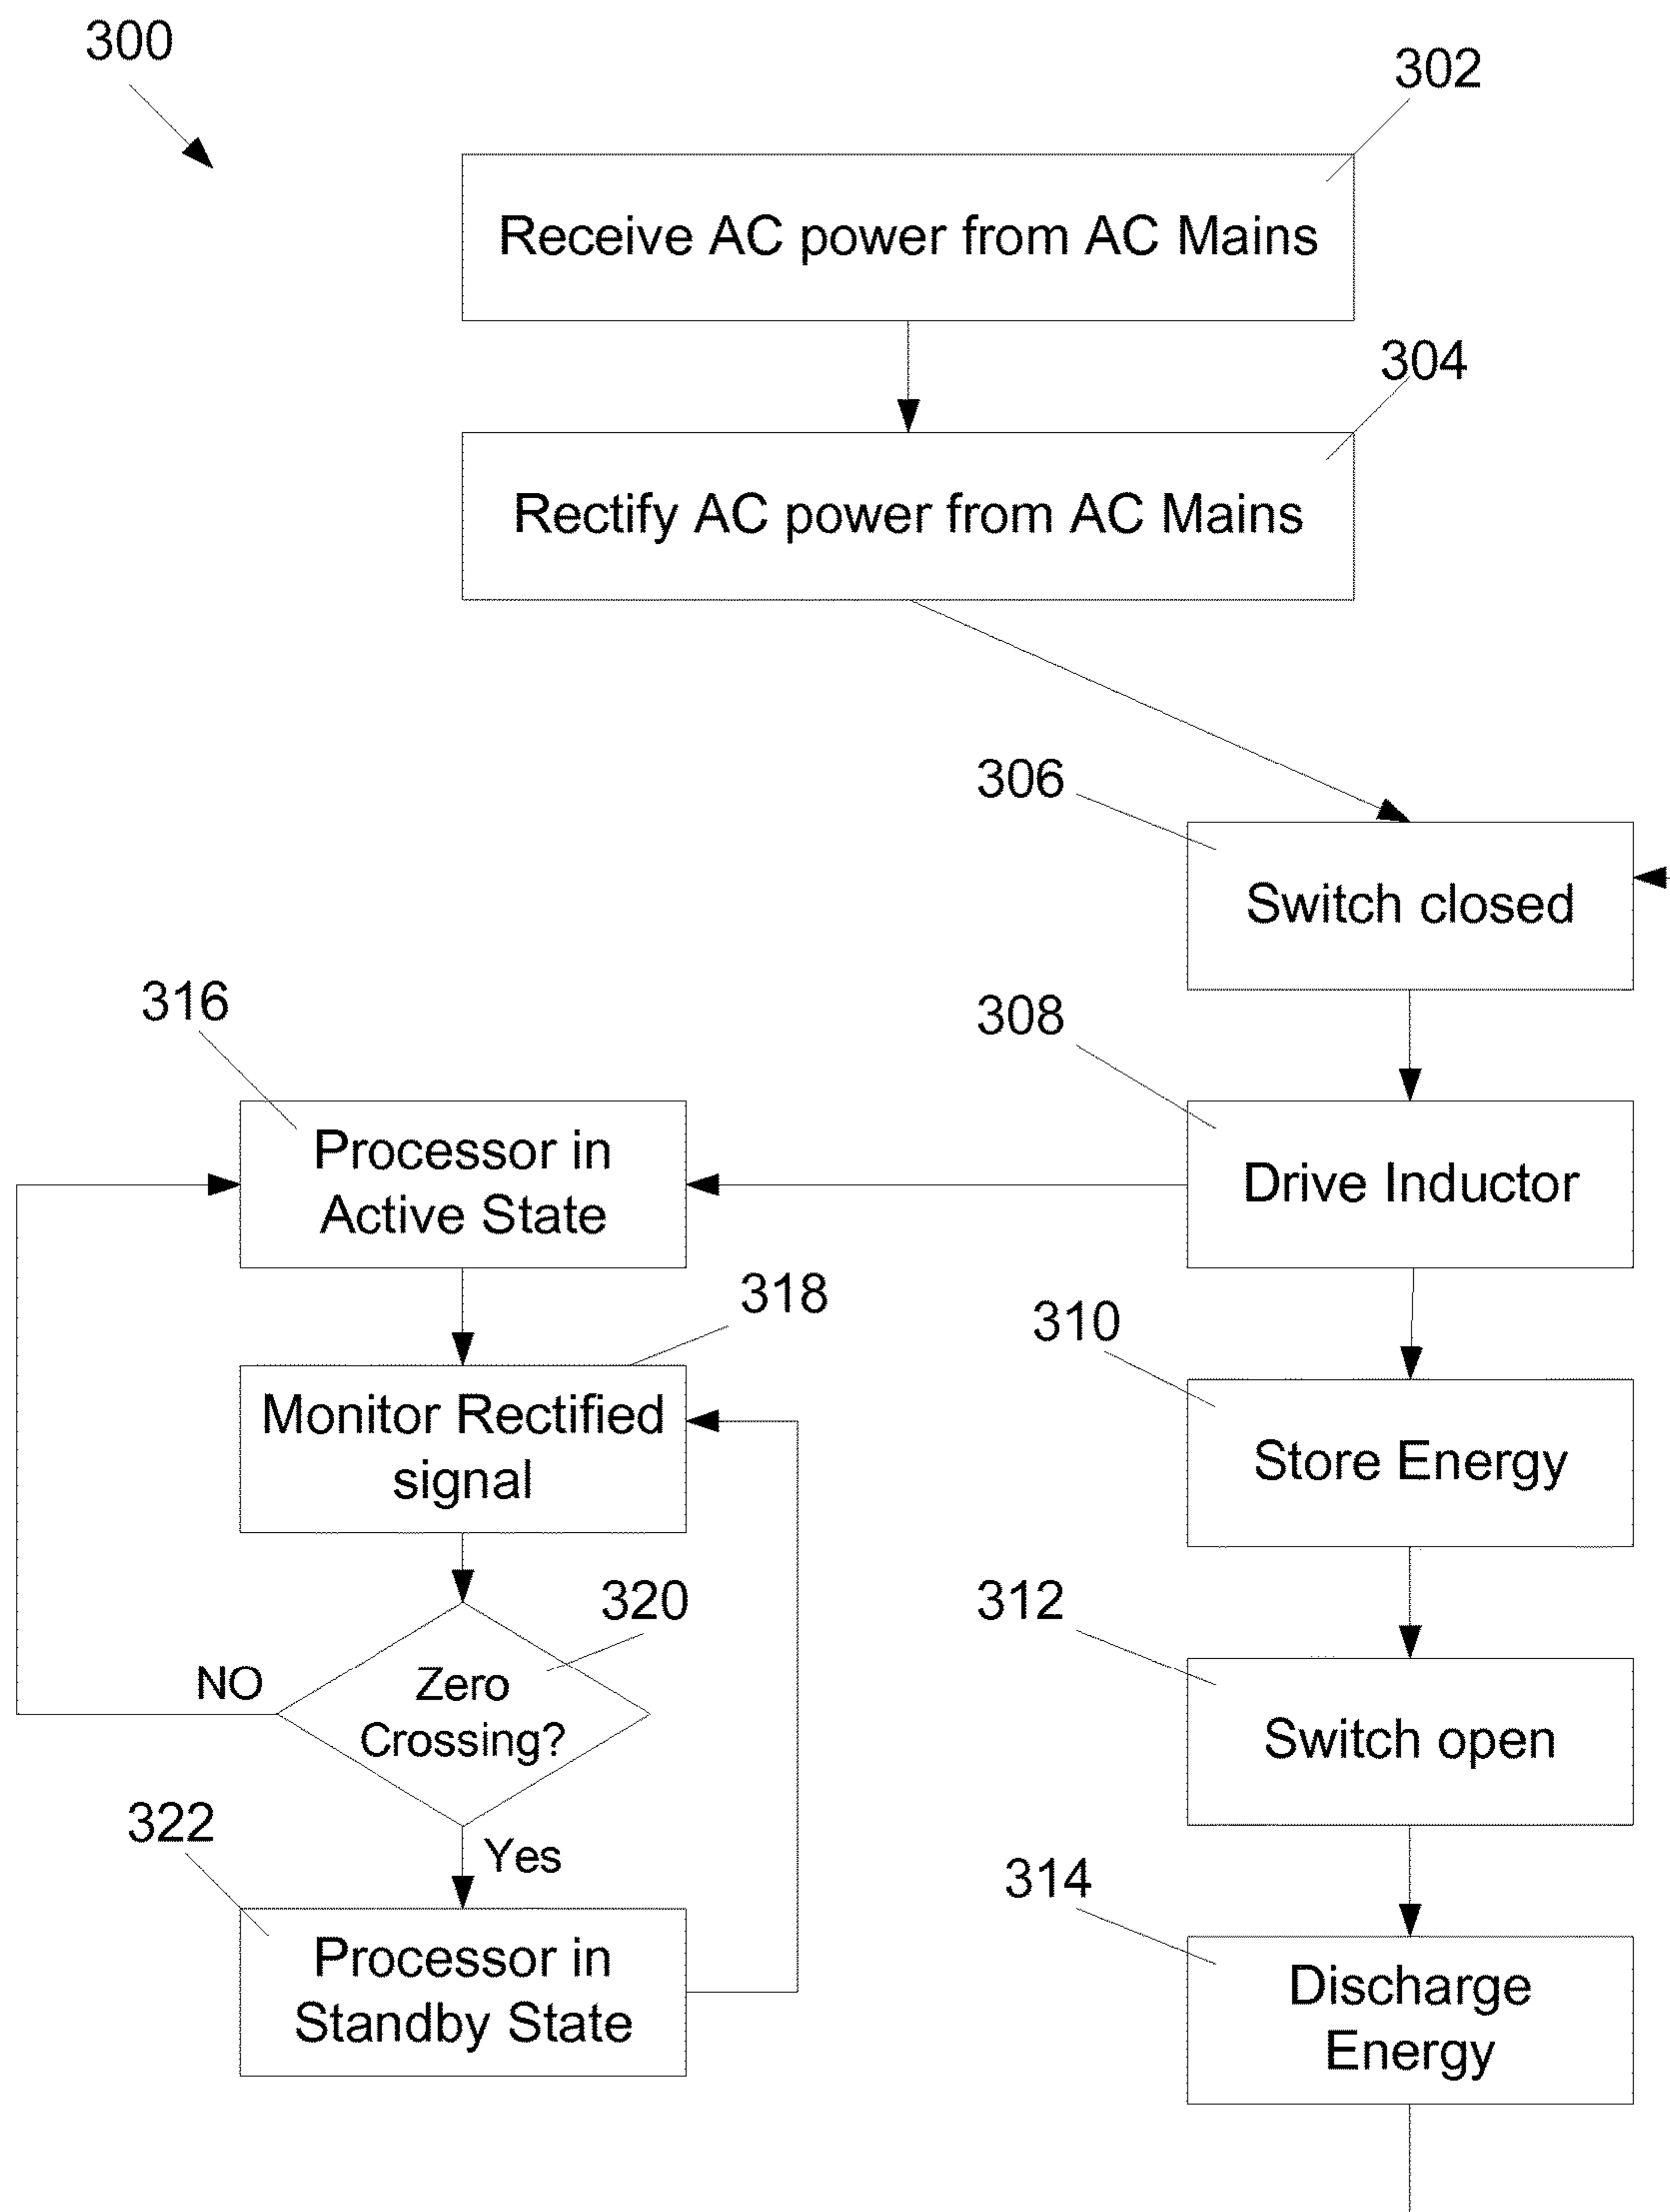 300
302
Receive AC power from AC Mains
304
Rectify AC power from AC Mains
306
Switch closed
316
308
Processor in
Active State
Drive Inductor
318
310
Monitor Rectified
signal
Store Energy
320
312
NO
Zero
Crossing?
Switch open
322
Yes
314
Processor in
Standby State
Discharge
Energy